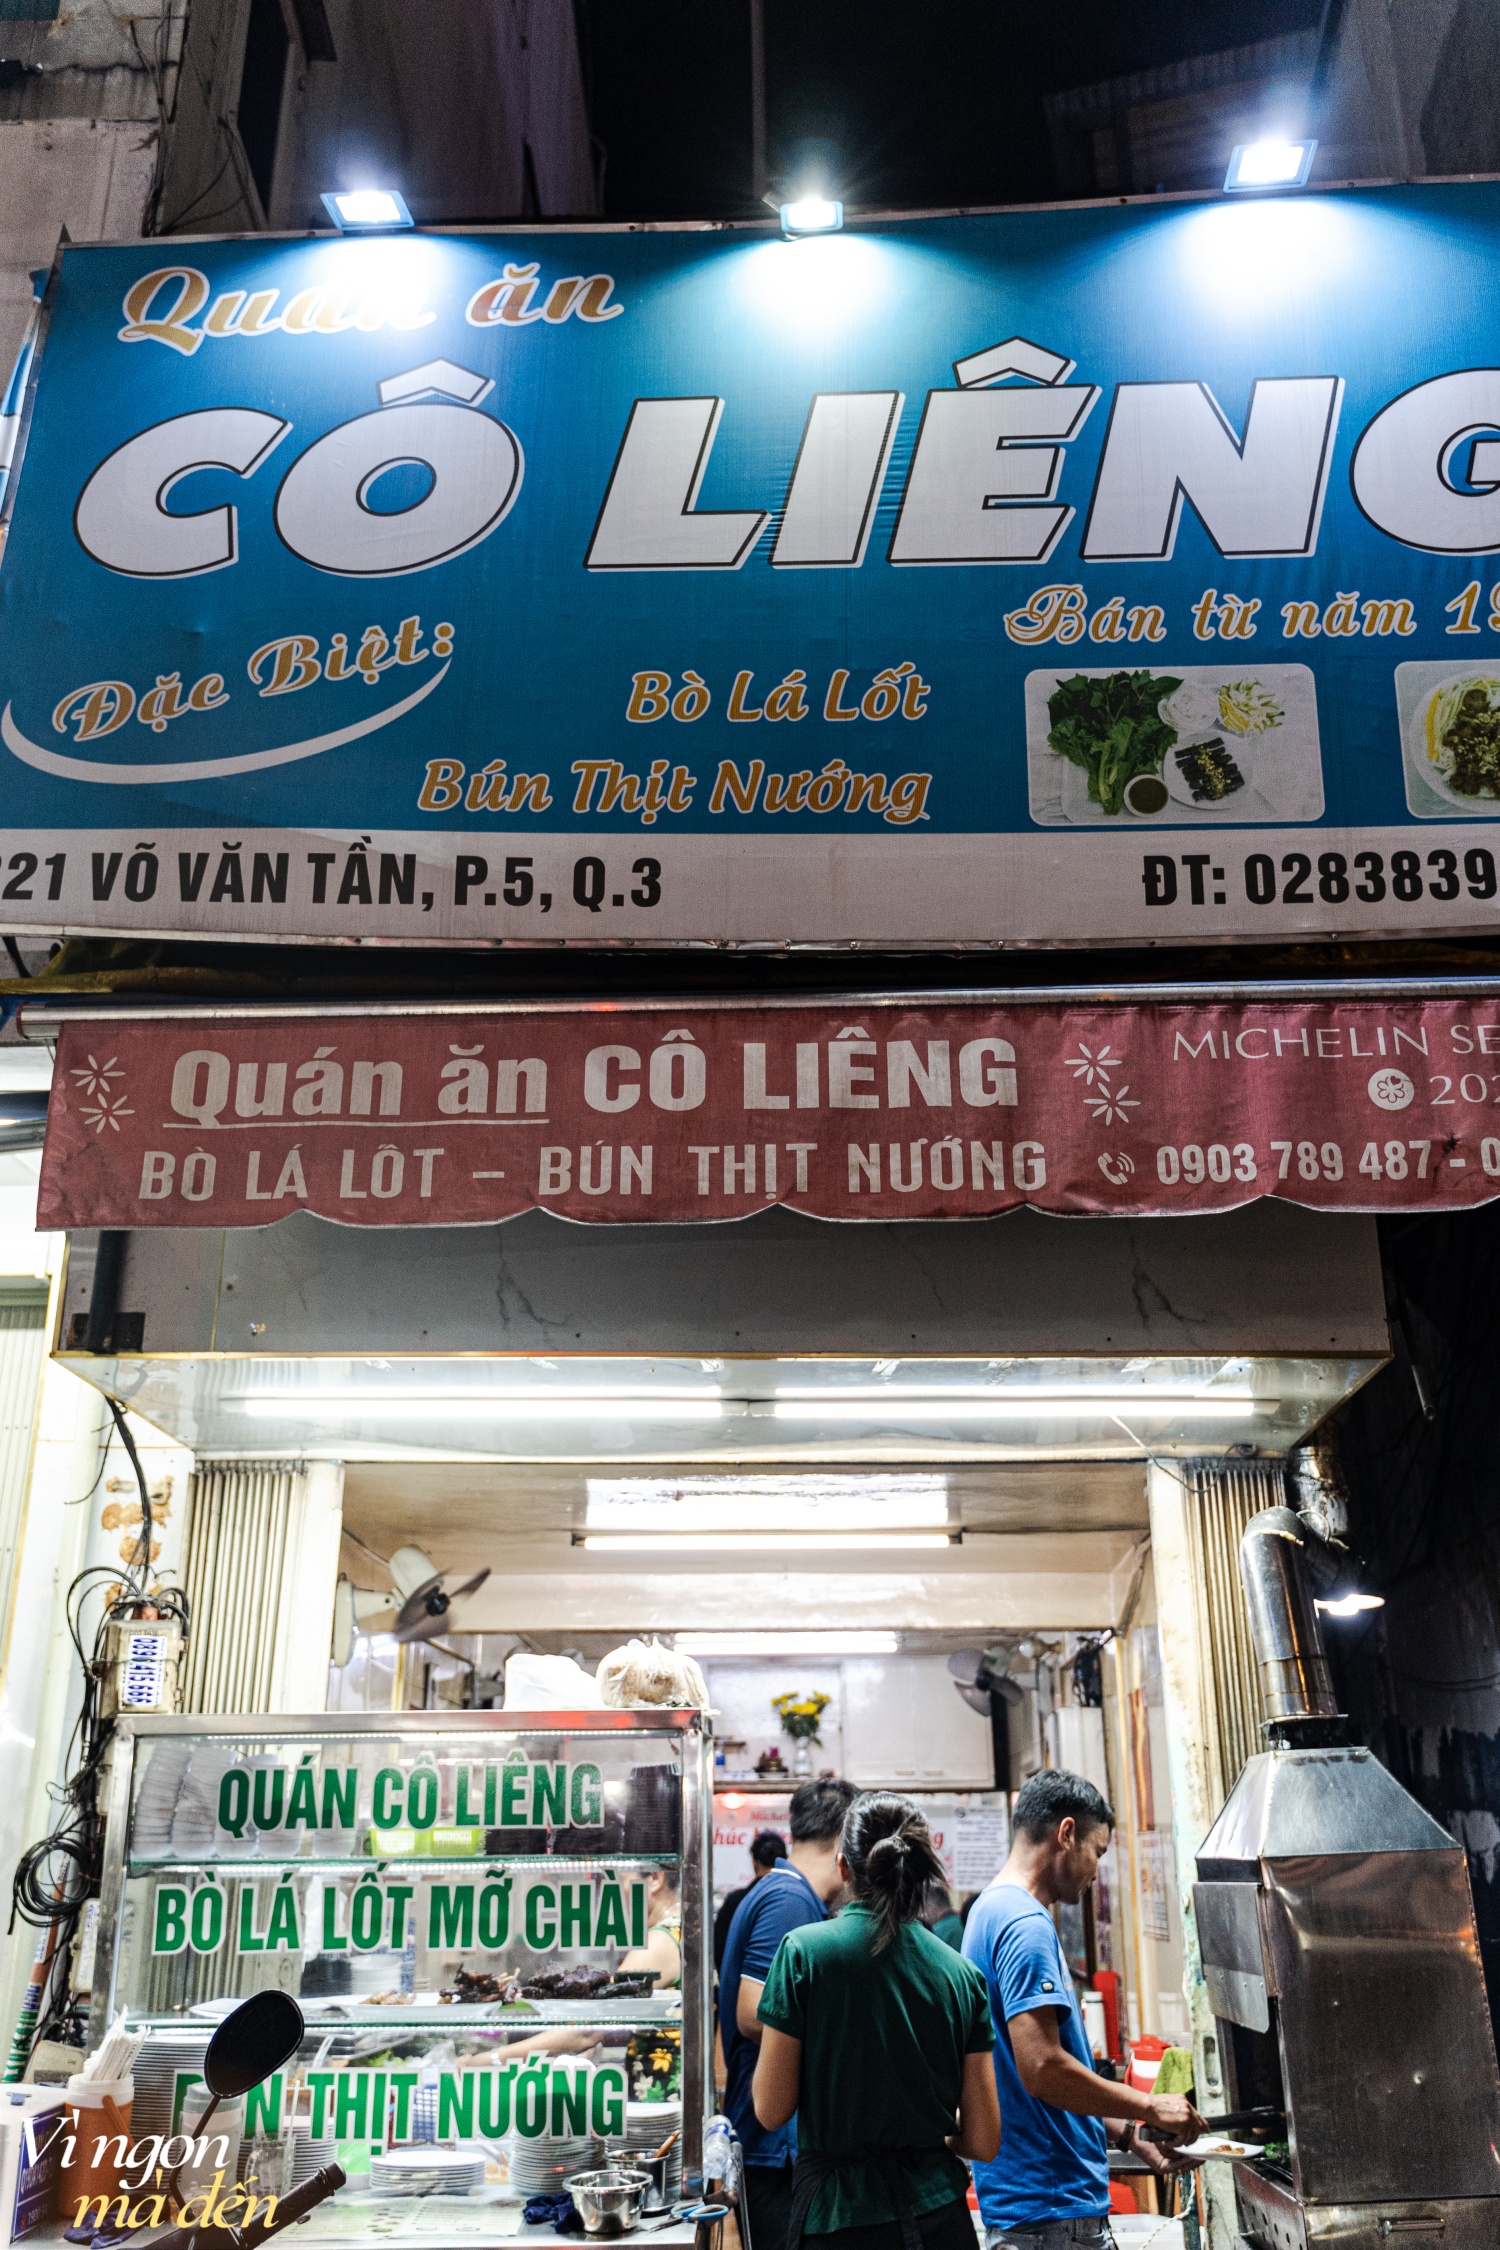 Quán ăn
CÔ LIÊNG
Bán từ năm 19
Đặc Biệt:
Bò Lá Lốt
Bún Thịt Nướng
21 VÕ VĂN TẦN, P.5, Q.3
ĐT: 0283839
Quán ăn CÔ LIÊNG
MICHELIN SE
202
BÒ LÁ LỐT – BÚN THỊT NƯỚNG
0903 789 487 - 0
QUÁN CÔ LIÊNG
BÒ LÁ LỐT MỠ CHÀI
BÚN THỊT NƯỚNG
Vì ngon
mà đến